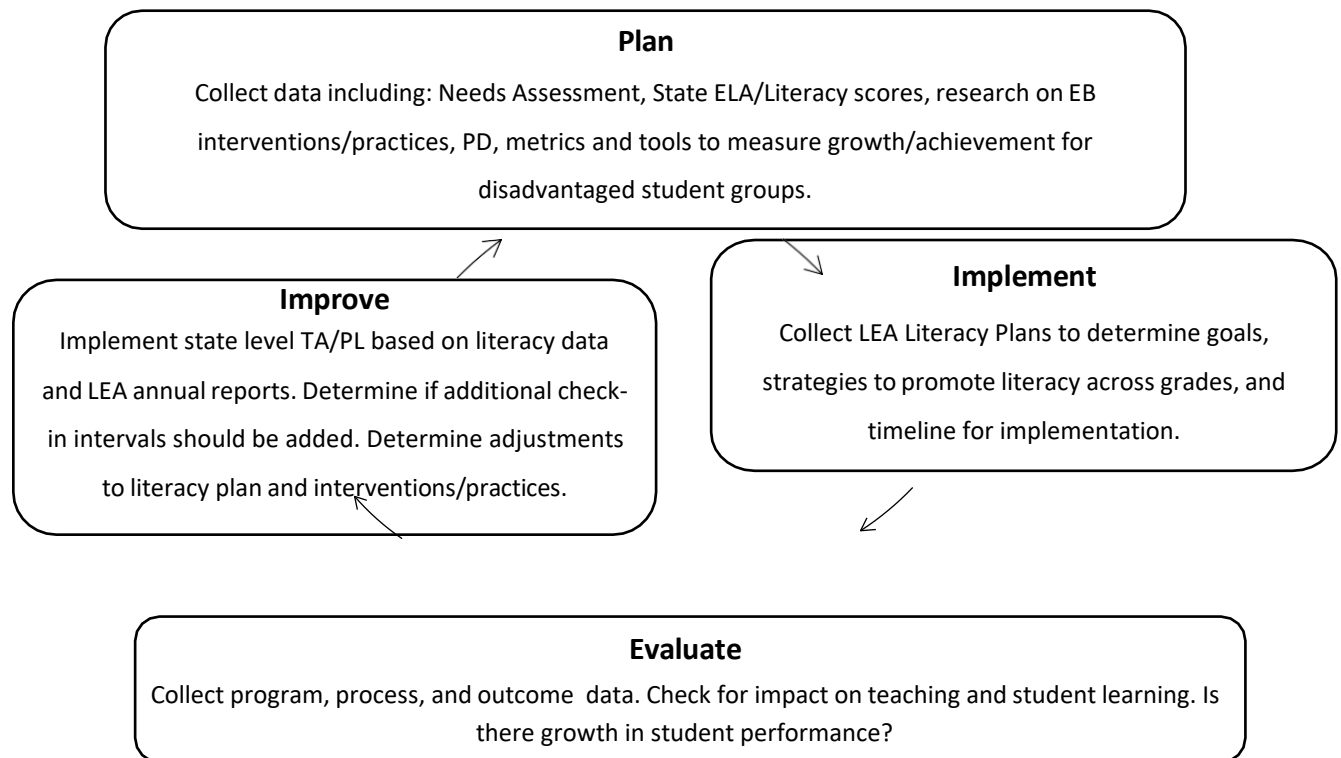 Plan
Collect data including: Needs Assessment, State ELA/Literacy scores, research on EB
interventions/practices, PD, metrics and tools to measure growth/achievement for
disadvantaged student groups.
Implement
Collect LEA Literacy Plans to determine goals,
strategies to promote literacy across grades, and
timeline for implementation.
Improve
Implement state level TA/PL based on literacy data
and LEA annual reports. Determine if additional check-
in intervals should be added. Determine adjustments
to literacy plan and interventions/practices.
Evaluate
Collect program, process, and outcome data. Check for impact on teaching and student learning. Is
there growth in student performance?